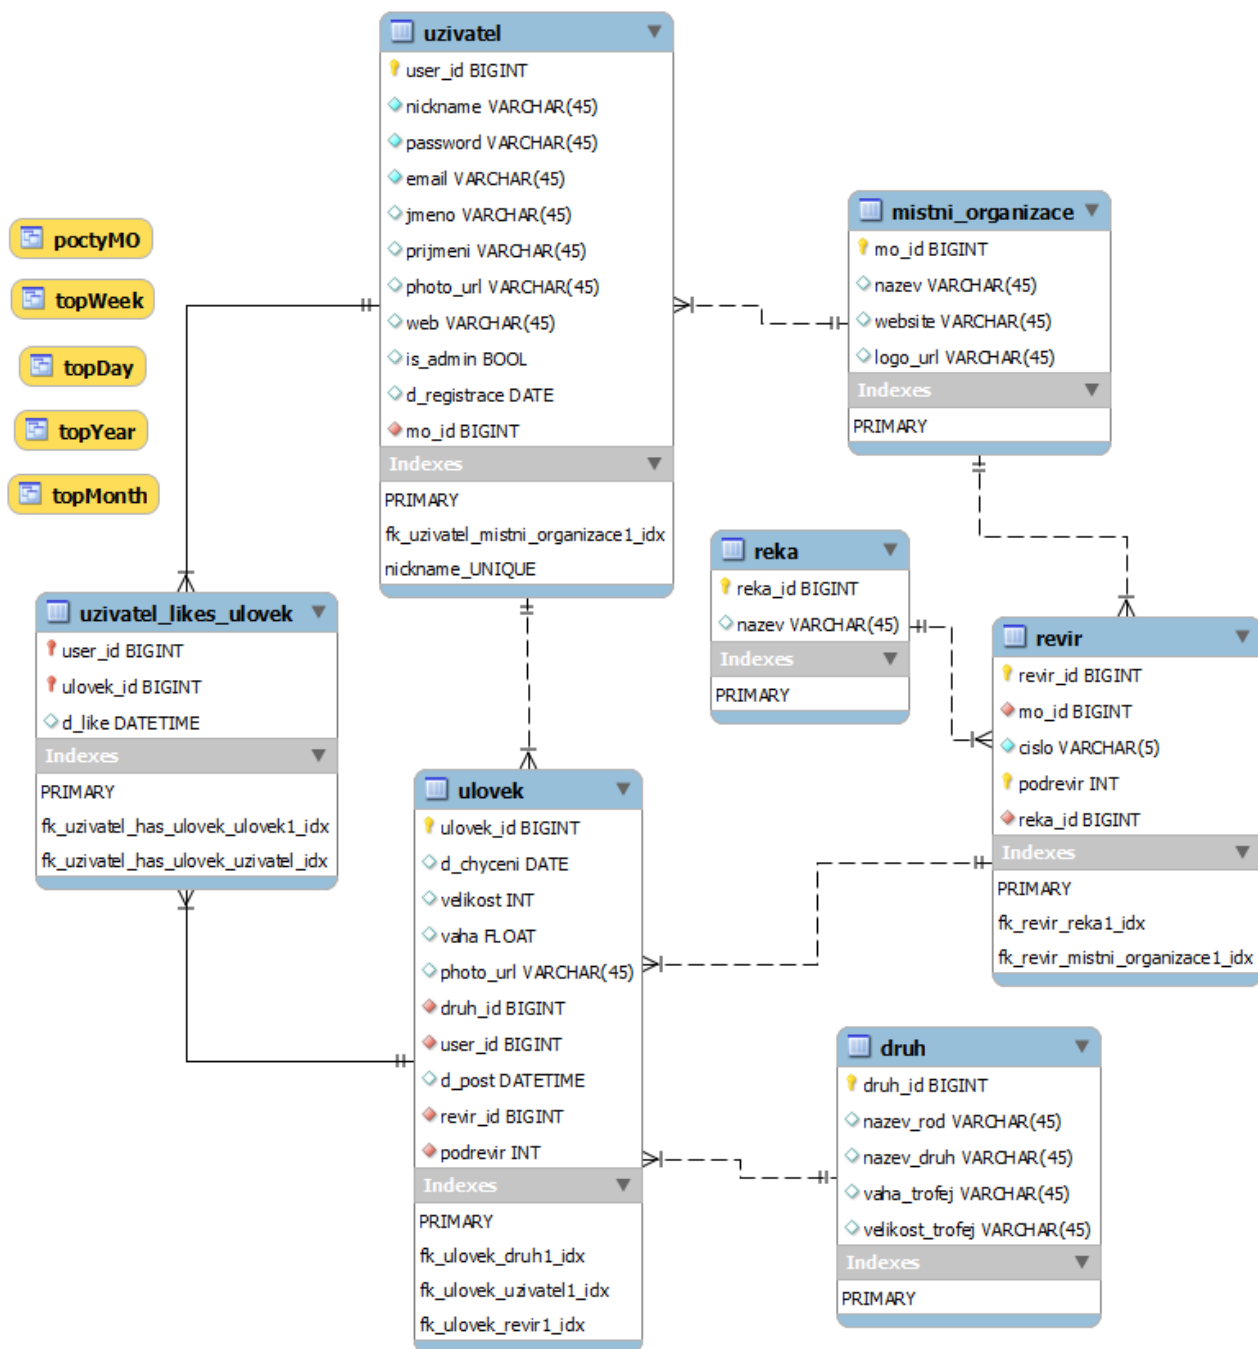 uzivatel
user_id BIGINT
nickname VARCHAR(45)
password VARCHAR(45)
email VARCHAR(45)
jmeno VARCHAR(45)
prijmeni VARCHAR(45)
photo_url VARCHAR(45)
web VARCHAR(45)
is_admin BOOL
d_registrace DATE
mo_id BIGINT
Indexes
PRIMARY
fk_uzivatel_mistni_organizace1_idx
nickname_UNIQUE
mistni_organizace
mo_id BIGINT
nazev VARCHAR(45)
website VARCHAR(45)
logo_url VARCHAR(45)
Indexes
PRIMARY
poctyMO
topWeek
topDay
topYear
topMonth
reka
reka_id BIGINT
nazev VARCHAR(45)
Indexes
PRIMARY
uzivatel_likes_ulovek
user_id BIGINT
ulovek_id BIGINT
d_like DATETIME
Indexes
PRIMARY
fk_uzivatel_has_ulovek_ulovek1_idx
fk_uzivatel_has_ulovek_uzivatel_idx
revir
revir_id BIGINT
mo_id BIGINT
cislo VARCHAR(5)
podrevir INT
reka_id BIGINT
Indexes
PRIMARY
fk_revir_reka1_idx
fk_revir_mistni_organizace1_idx
ulovek
ulovek_id BIGINT
d_chyceni DATE
velikost INT
vaha FLOAT
photo_url VARCHAR(45)
druh_id BIGINT
user_id BIGINT
d_post DATETIME
revir_id BIGINT
podrevir INT
Indexes
PRIMARY
fk_ulovek_druh1_idx
fk_ulovek_uzivatel1_idx
fk_ulovek_revir1_idx
druh
druh_id BIGINT
nazev_rod VARCHAR(45)
nazev_druh VARCHAR(45)
vaha_trofej VARCHAR(45)
velikost_trofej VARCHAR(45)
Indexes
PRIMARY